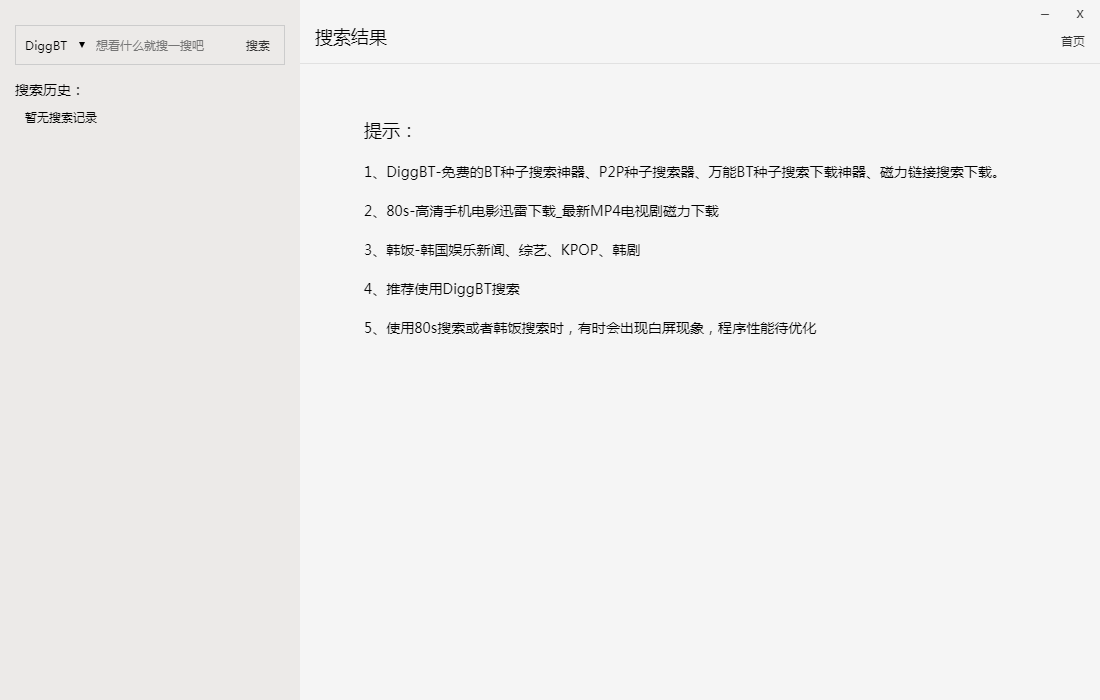 DiggBT ▼ 想看什么就搜一搜吧 搜索
搜索历史：
暂无搜索记录
– X
搜索结果
首页
提示：
1、DiggBT-免费的BT种子搜索神器、P2P种子搜索器、万能BT种子搜索下载神器、磁力链接搜索下载。
2、80s-高清手机电影迅雷下载_最新MP4电视剧磁力下载
3、韩饭-韩国娱乐新闻、综艺、KPOP、韩剧
4、推荐使用DiggBT搜索
5、使用80s搜索或者韩饭搜索时，有时会出现白屏现象，程序性能待优化